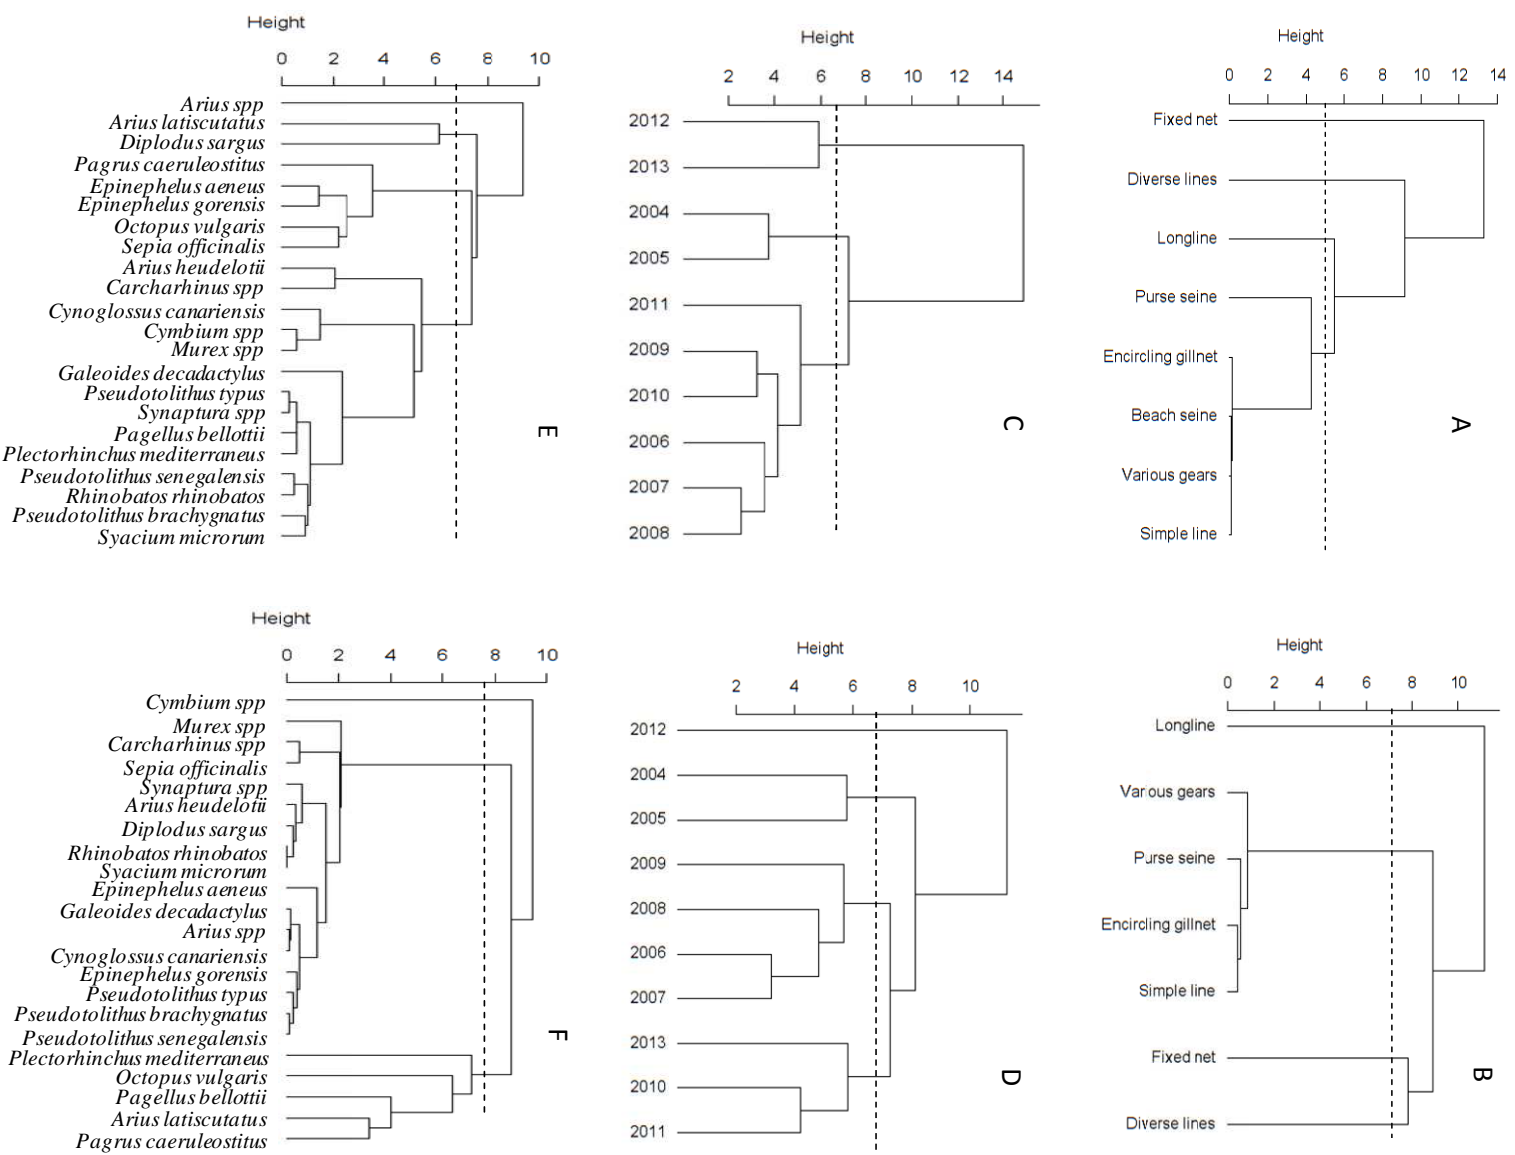 Height
0 2 4 6 8 10
Arius spp
Arius latiscutatus
Diplodus sargus
Pagrus caeruleostitus
Epinephelus aeneus
Epinephelus gorensis
Octopus vulgaris
Sepia officinalis
Arius heudelotii
Carcharhinus spp
Cynoglossus canariensis
Cymbium spp
Murex spp
Galeoides decadactylus
Pseudotolithus typus
Synaptura spp
Pagellus bellottii
Plectorhinchus mediterraneus
Pseudotolithus senegalensis
Rhinobatos rhinobatos
Pseudotolithus brachygnatus
Syacium microrum
E
Height
2 4 6 8 10 12 14
2012
2013
2004
2005
2011
2009
2010
2006
2007
2008
C
Height
0 2 4 6 8 10 12 14
Fixed net
Diverse lines
Longline
Purse seine
Encircling gillnet
Beach seine
Various gears
Simple line
A
Height
0 2 4 6 8 10
Cymbium spp
Murex spp
Carcharhinus spp
Sepia officinalis
Synaptura spp
Arius heudelotii
Diplodus sargus
Rhinobatos rhinobatos
Syacium microrum
Epinephelus aeneus
Galeoides decadactylus
Arius spp
Cynoglossus canariensis
Epinephelus gorensis
Pseudotolithus typus
Pseudotolithus brachygnatus
Pseudotolithus senegalensis
Plectorhinchus mediterraneus
Octopus vulgaris
Pagellus bellottii
Arius latiscutatus
Pagrus caeruleostitus
F
Height
2 4 6 8 10
2012
2004
2005
2009
2008
2006
2007
2013
2010
2011
D
Height
0 2 4 6 8 10
Longline
Various gears
Purse seine
Encircling gillnet
Simple line
Fixed net
Diverse lines
B